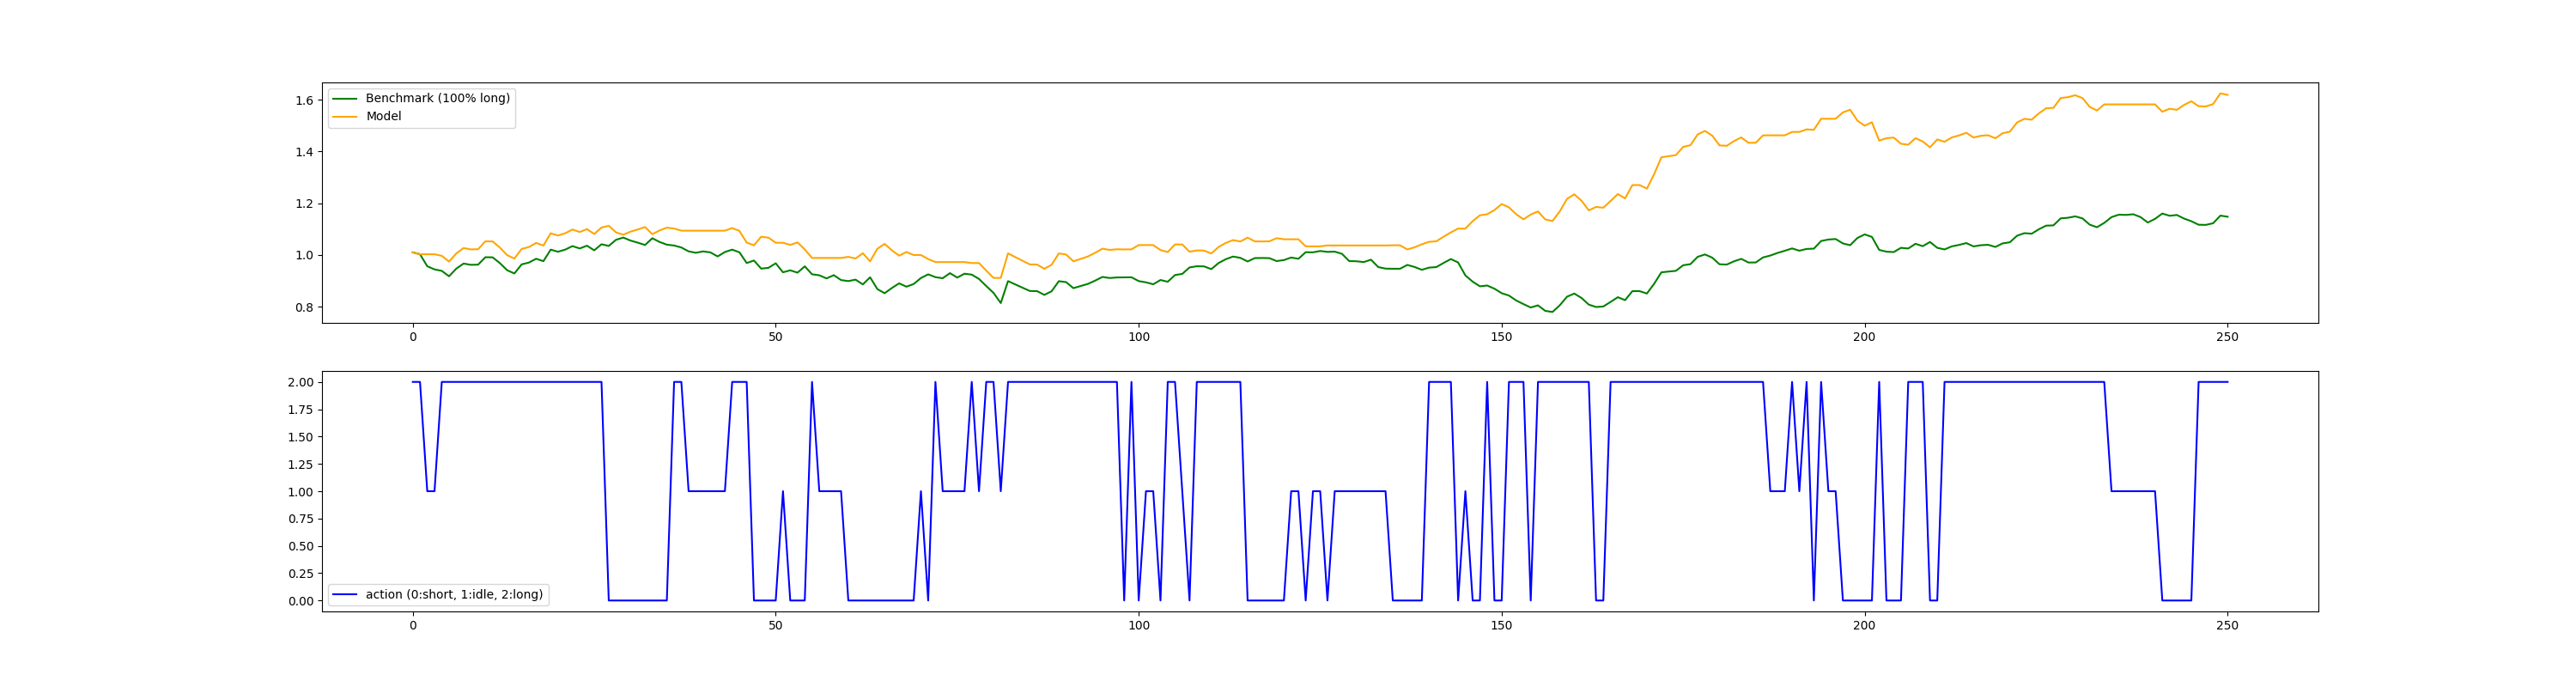 1.6
1.4
1.2
1.0
0.8
Benchmark (100% long)
Model
0 50 100 150 200 250
2.00
1.75
1.50
1.25
1.00
0.75
0.50
0.25
0.00
action (0:short, 1:idle, 2:long)
0 50 100 150 200 250